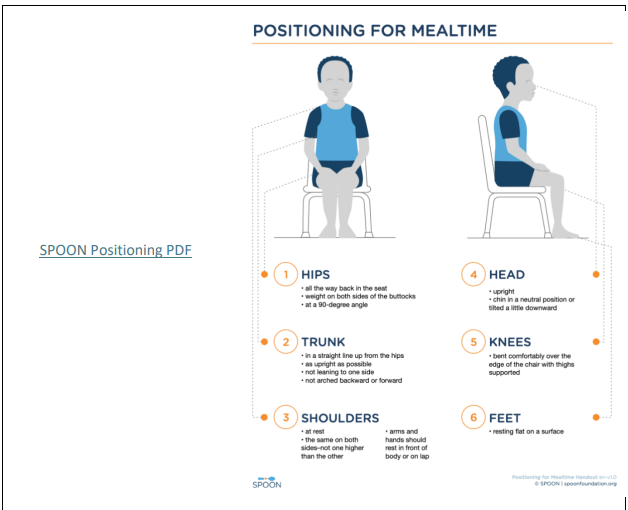 POSITIONING FOR MEALTIME
SPOON Positioning PDF
1 HIPS
• all the way back in the seat
• weight on both sides of the buttocks
• at a 90-degree angle
2 TRUNK
• in a straight line up from the hips
• as upright as possible
• not leaning to one side
• not arched backward or forward
3 SHOULDERS
• at rest
• the same on both
sides–not one higher
than the other
• arms and
hands should
rest in front of
body or on lap
4 HEAD
• upright
• chin in a neutral position or
tilted a little downward
5 KNEES
• bent comfortably over the
edge of the chair with thighs
supported
6 FEET
• resting flat on a surface
SPOON
Positioning for Mealtime Handout en-v1.0
© SPOON | spoonfoundation.org